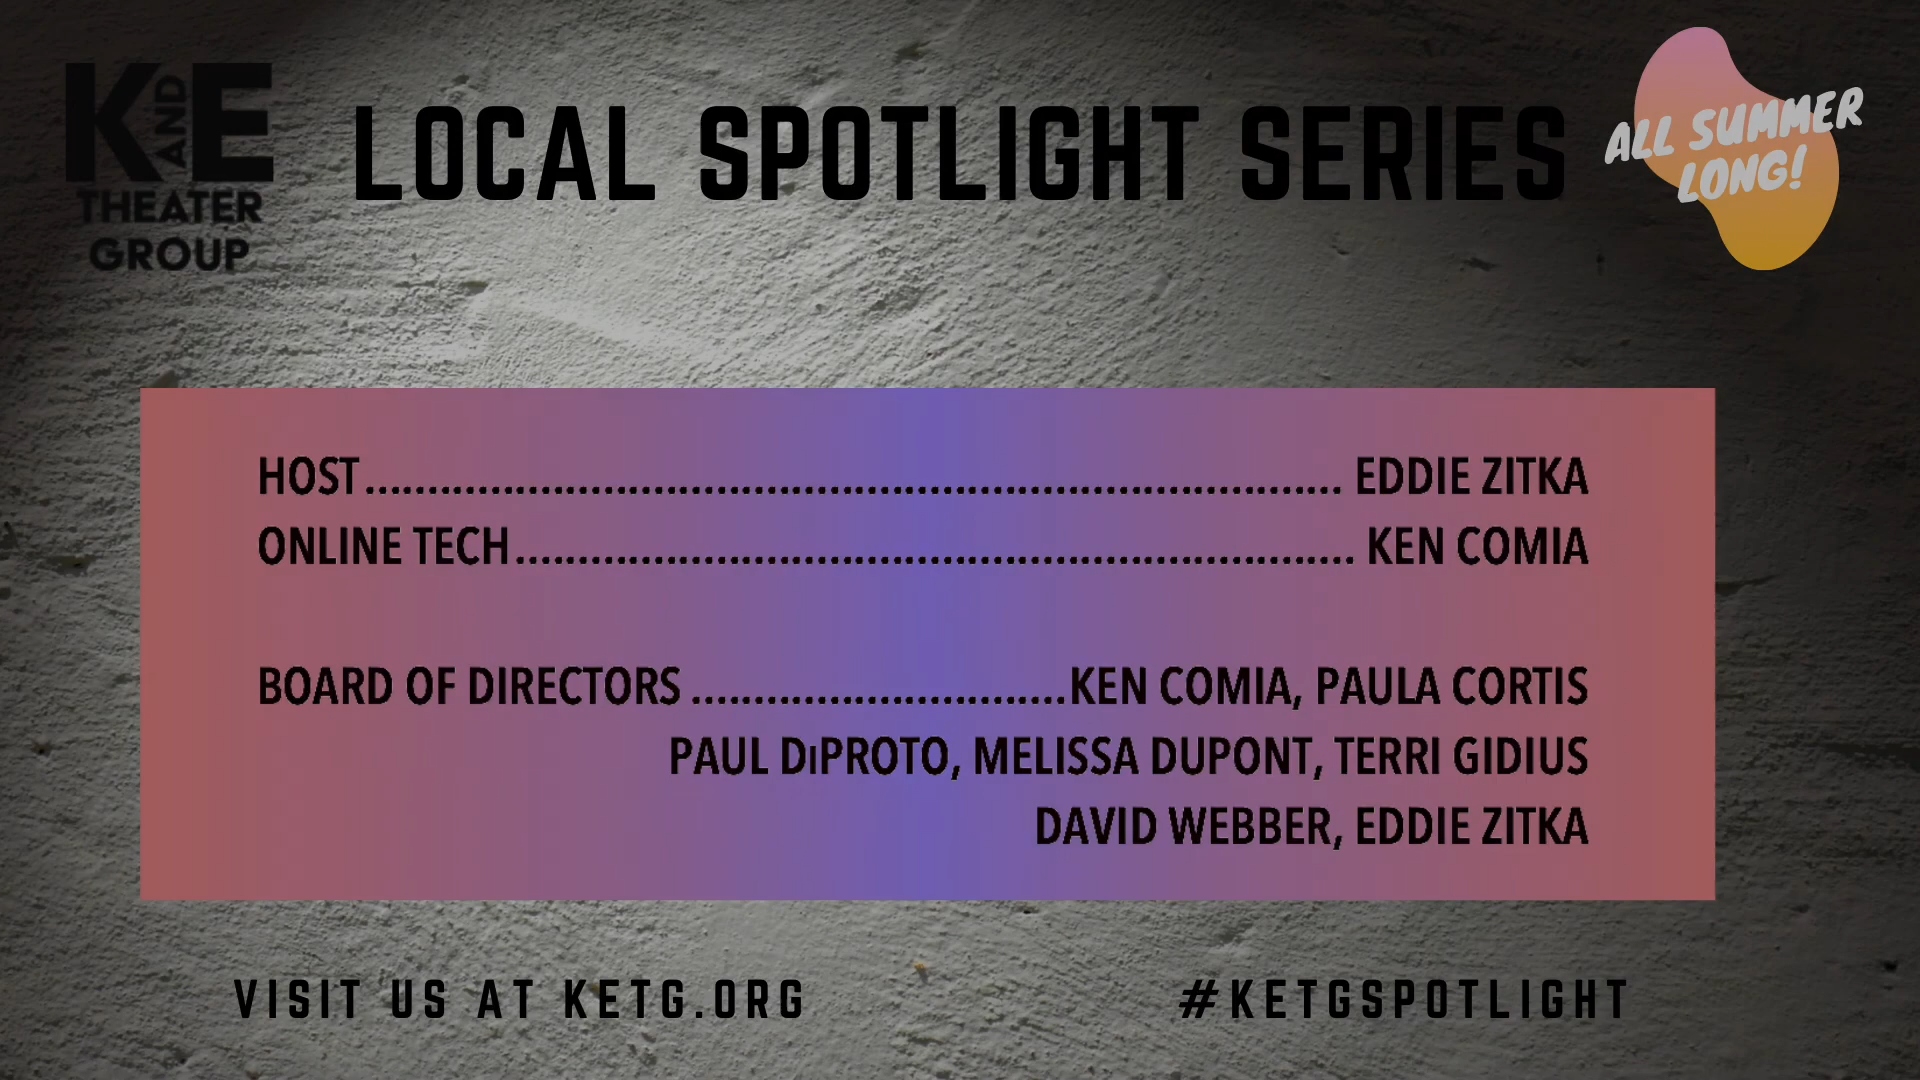 K AND E
THEATER
GROUP
LOCAL SPOTLIGHT SERIES
ALL SUMMER
LONG!
HOST................................................................................ EDDIE ZITKA
ONLINE TECH.................................................................... KEN COMIA
BOARD OF DIRECTORS ..............................KEN COMIA, PAULA CORTIS
PAUL DiPROTO, MELISSA DUPONT, TERRI GIDIUS
DAVID WEBBER, EDDIE ZITKA
VISIT US AT KETG.ORG
#KETGSPOTLIGHT